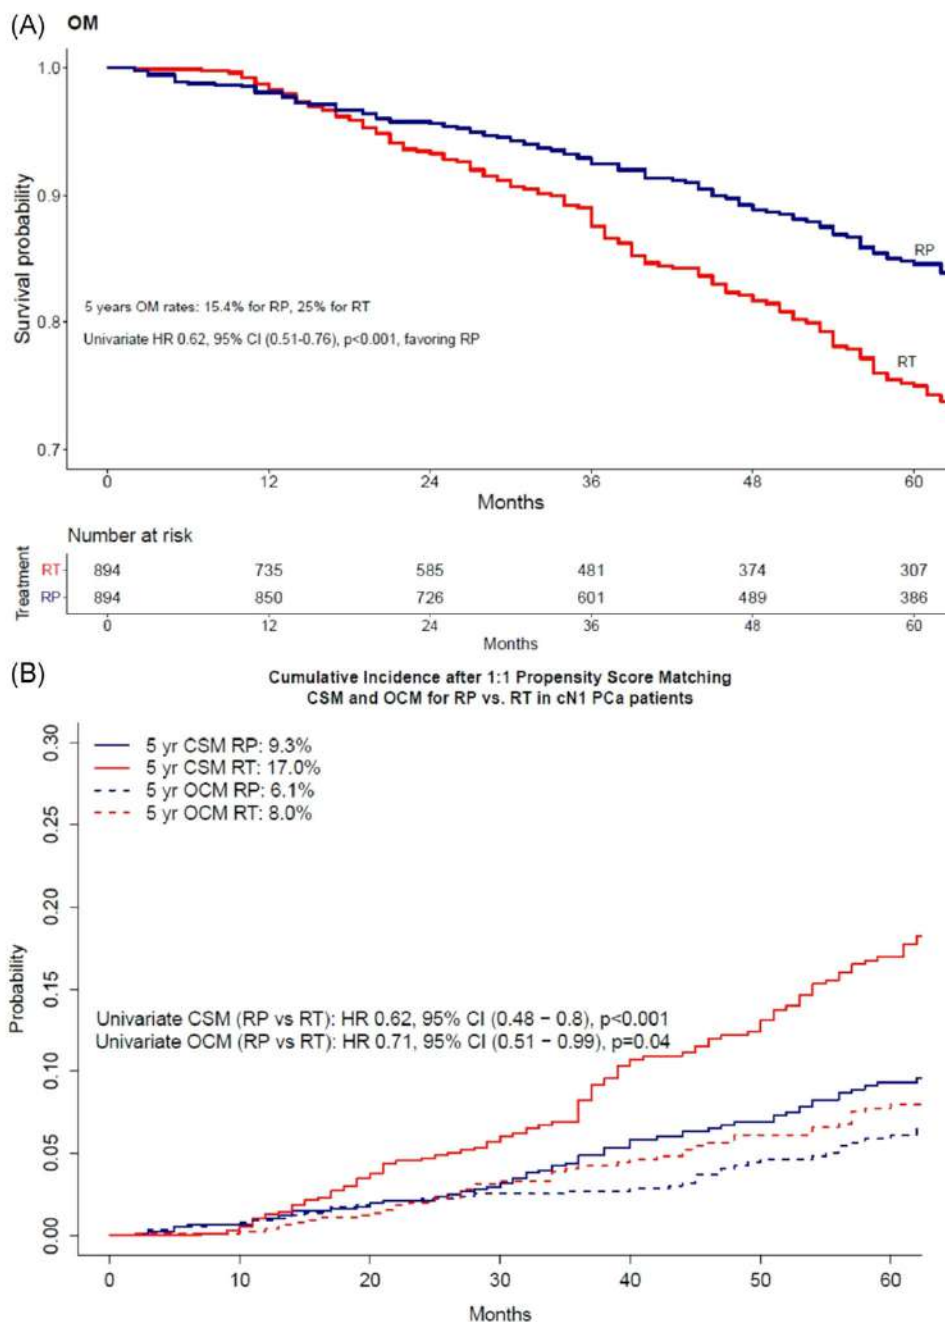 (A) OM
1.0
0.9
0.8
0.7
Survival probability
RP
5 years OM rates: 15.4% for RP, 25% for RT
Univariate HR 0.62, 95% CI (0.51-0.76), p<0.001, favoring RP
RT
0 12 24 36 48 60
Months
Number at risk
Treatment
RT 894 735 585 481 374 307
RP 894 850 726 601 489 386
0 12 24 36 48 60
Months
(B)
Cumulative Incidence after 1:1 Propensity Score Matching
CSM and OCM for RP vs. RT in cN1 PCa patients
5 yr CSM RP: 9.3%
5 yr CSM RT: 17.0%
5 yr OCM RP: 6.1%
5 yr OCM RT: 8.0%
0.30
0.25
0.20
0.15
0.10
0.05
0.00
Probability
Univariate CSM (RP vs RT): HR 0.62, 95% CI (0.48 − 0.8), p<0.001
Univariate OCM (RP vs RT): HR 0.71, 95% CI (0.51 − 0.99), p=0.04
0 10 20 30 40 50 60
Months